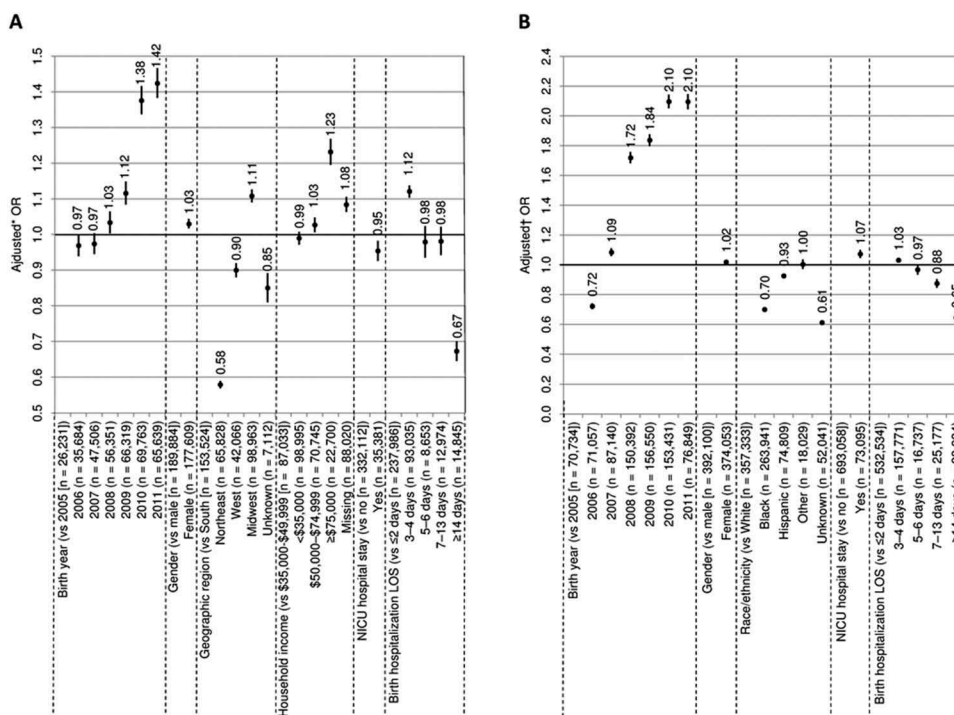 A
Ajdusted* OR
1.5
1.4
1.3
1.2
1.1
1.0
0.9
0.8
0.7
0.6
0.5
0.97
0.97
1.03
1.12
1.38
1.42
1.03
0.58
0.90
1.11
0.85
0.99
1.03
1.23
1.08
0.95
1.12
0.98
0.98
0.67
Birth year (vs 2005 [n = 26,231])
2006 (n = 35,684)
2007 (n = 47,506)
2008 (n = 56,351)
2009 (n = 66,319)
2010 (n = 69,763)
2011 (n = 65,639)
Gender (vs male [n = 189,884])
Female (n = 177,609)
Geographic region (vs South [n = 153,524])
Northeast (n = 65,828)
West (n = 42,066)
Midwest (n = 98,963)
Unknown (n = 7,112)
Household income (vs $35,000-$49,999 [n = 87,033])
<$35,000 (n = 98,995)
$50,000–$74,999 (n = 70,745)
≥$75,000 (n = 22,700)
Missing (n = 88,020)
NICU hospital stay (vs no [n = 332,112])
Yes (n = 35,381)
Birth hospitalization LOS (vs ≤2 days [n = 237,986])
3–4 days (n = 93,035)
5–6 days (n = 8,653)
7–13 days (n = 12,974)
≥14 days (n = 14,845)
B
Adjusted† OR
2.4
2.2
2.0
1.8
1.6
1.4
1.2
1.0
0.8
0.6
0.4
0.2
0.0
0.72
1.09
1.72
1.84
2.10
2.10
1.02
0.70
0.93
1.00
0.61
1.07
1.03
0.97
0.88
Birth year (vs 2005 [n = 70,734])
2006 (n = 71,057)
2007 (n = 87,140)
2008 (n = 150,392)
2009 (n = 156,550)
2010 (n = 153,431)
2011 (n = 76,849)
Gender (vs male [n = 392,100])
Female (n = 374,053)
Race/ethnicity (vs White [n = 357,333])
Black (n = 263,941)
Hispanic (n = 74,809)
Other (n = 18,029)
Unknown (n = 52,041)
NICU hospital stay (vs no [n = 693,058])
Yes (n = 73,095)
Birth hospitalization LOS (vs ≤2 days [n = 532,534])
3–4 days (n = 157,771)
5–6 days (n = 16,737)
7–13 days (n = 25,177)